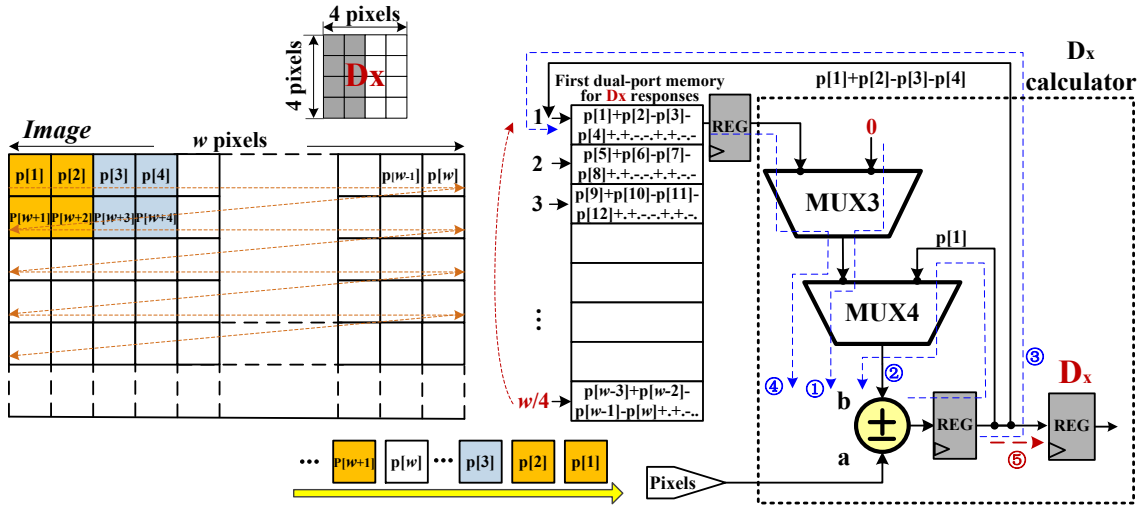 4 pixels
4 pixels
Dx
Image
w pixels
p[1]
p[2]
p[3]
p[4]
p[w-1]
p[w]
P[w+1]
P[w+2]
P[w+3]
P[w+4]
First dual-port memory
for Dx responses
1
p[1]+p[2]-p[3]-
p[4]+.+.-.-.+.+.-.-
2
p[5]+p[6]-p[7]-
p[8]+.+.-.-.+.+.-.-
3
p[9]+p[10]-p[11]-
p[12]+.+.-.-.+.+.-.
⋮
w/4
p[w-3]+p[w-2]-
p[w-1]-p[w]+.+.-..
REG
p[1]+p[2]-p[3]-p[4]
Dx
calculator
0
MUX3
p[1]
MUX4
④
①
②
③
b
±
a
REG
Dx
REG
⑤
Pixels
...
P[w+1]
p[w]
...
p[3]
p[2]
p[1]